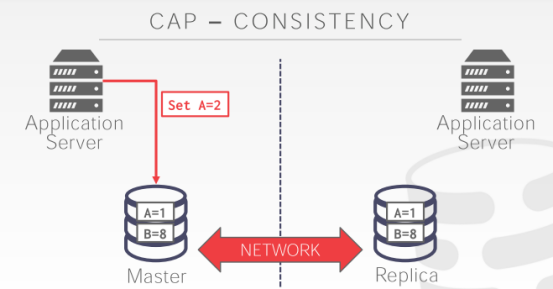 CAP – CONSISTENCY
Set A=2
Application
Server
Application
Server
A=1
B=8
A=1
B=8
NETWORK
Master
Replica